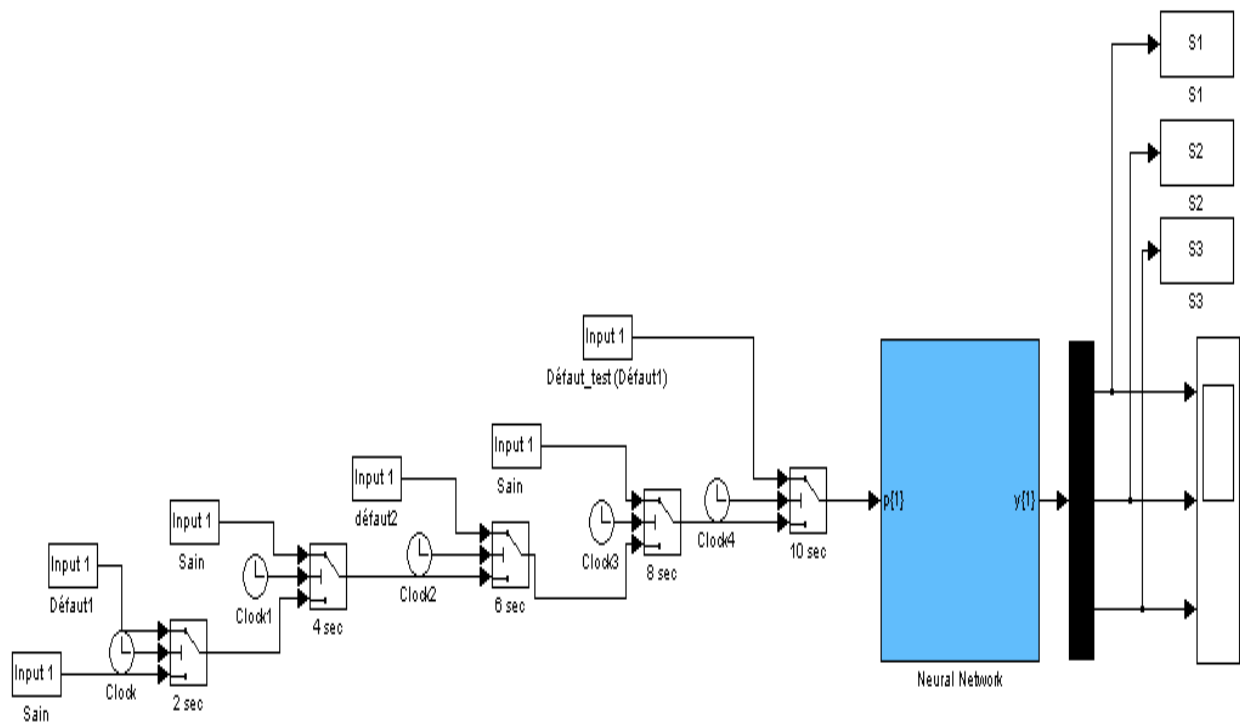 S1
S1
S2
S2
S3
S3
Input 1
Défaut_test (Défaut1)
Input 1
Sain
Input 1
défaut2
Input 1
Sain
Input 1
Défaut1
Input 1
Sain
Clock
2 sec
Clock1
4 sec
Clock2
6 sec
Clock3
8 sec
Clock4
10 sec
p{1}
y{1}
Neural Network